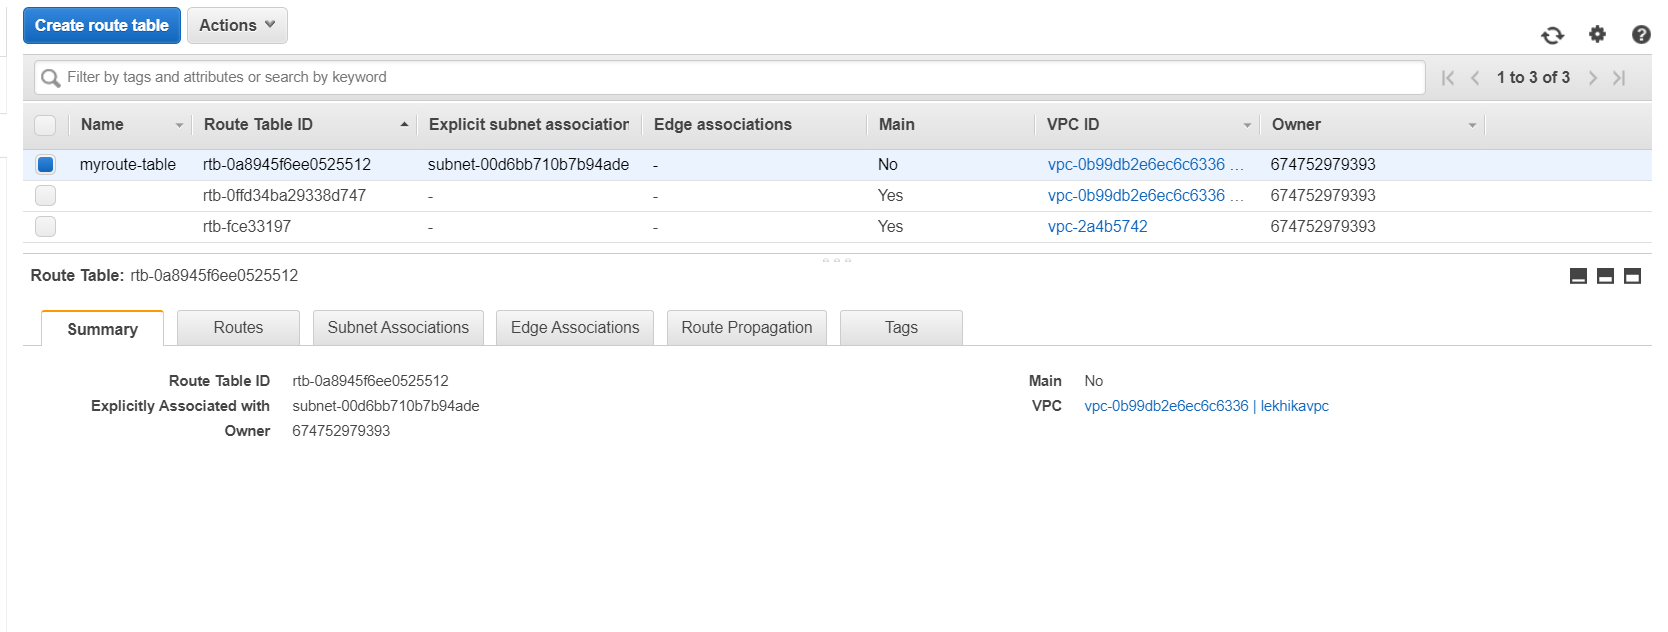 Create route table Actions
Filter by tags and attributes or search by keyword 1 to 3 of 3
Name Route Table ID Explicit subnet association Edge associations Main VPC ID Owner
myroute-table rtb-0a8945f6ee0525512 subnet-00d6bb710b7b94ade - No vpc-0b99db2e6ec6c6336 ... 674752979393
rtb-0ffd34ba29338d747 - - Yes vpc-0b99db2e6ec6c6336 ... 674752979393
rtb-fce33197 - - Yes vpc-2a4b5742 674752979393
Route Table: rtb-0a8945f6ee0525512
Summary Routes Subnet Associations Edge Associations Route Propagation Tags
Route Table ID rtb-0a8945f6ee0525512 Main No
Explicitly Associated with subnet-00d6bb710b7b94ade VPC vpc-0b99db2e6ec6c6336 | lekhikavpc
Owner 674752979393